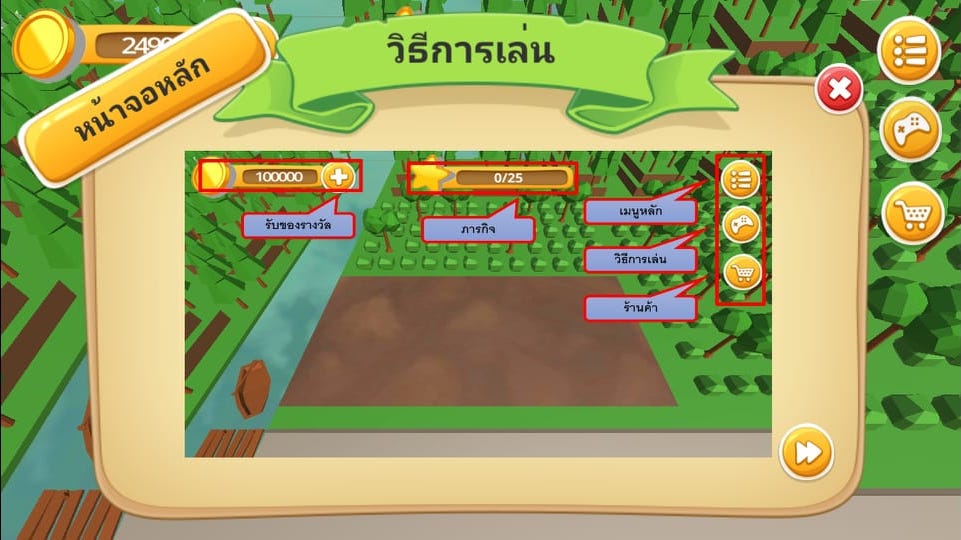 วิธีการเล่น
หน้าจอหลัก
100000
0/25
รับของรางวัล
ภารกิจ
เมนูหลัก
วิธีการเล่น
ร้านค้า